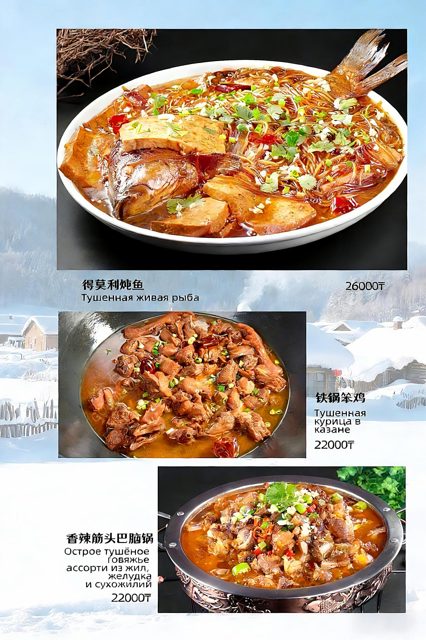 得莫利炖鱼
Тушенная живая рыба
26000₸
铁锅笨鸡
Тушенная
курица в
казане
22000₸
香辣筋头巴脑锅
Острое тушёное
говяжье
ассорти из жил,
желудка
и сухожилий
22000₸